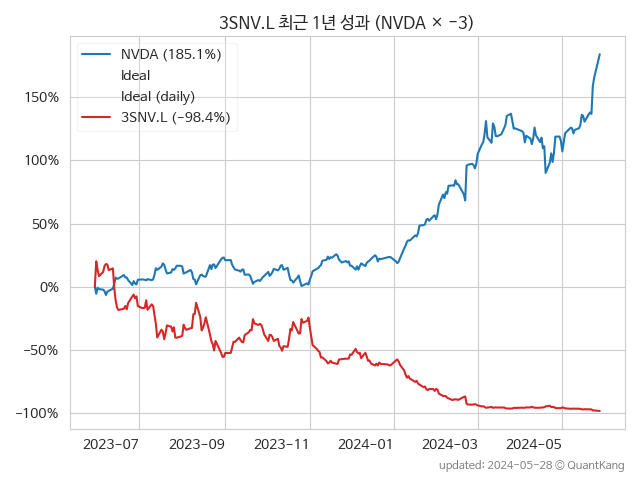 3SNV.L 최근 1년 성과 (NVDA × −3)
NVDA (185.1%)
Ideal
Ideal (daily)
3SNV.L (−98.4%)
150%
100%
50%
0%
−50%
−100%
2023-07 2023-09 2023-11 2024-01 2024-03 2024-05
updated: 2024-05-28 © QuantKang